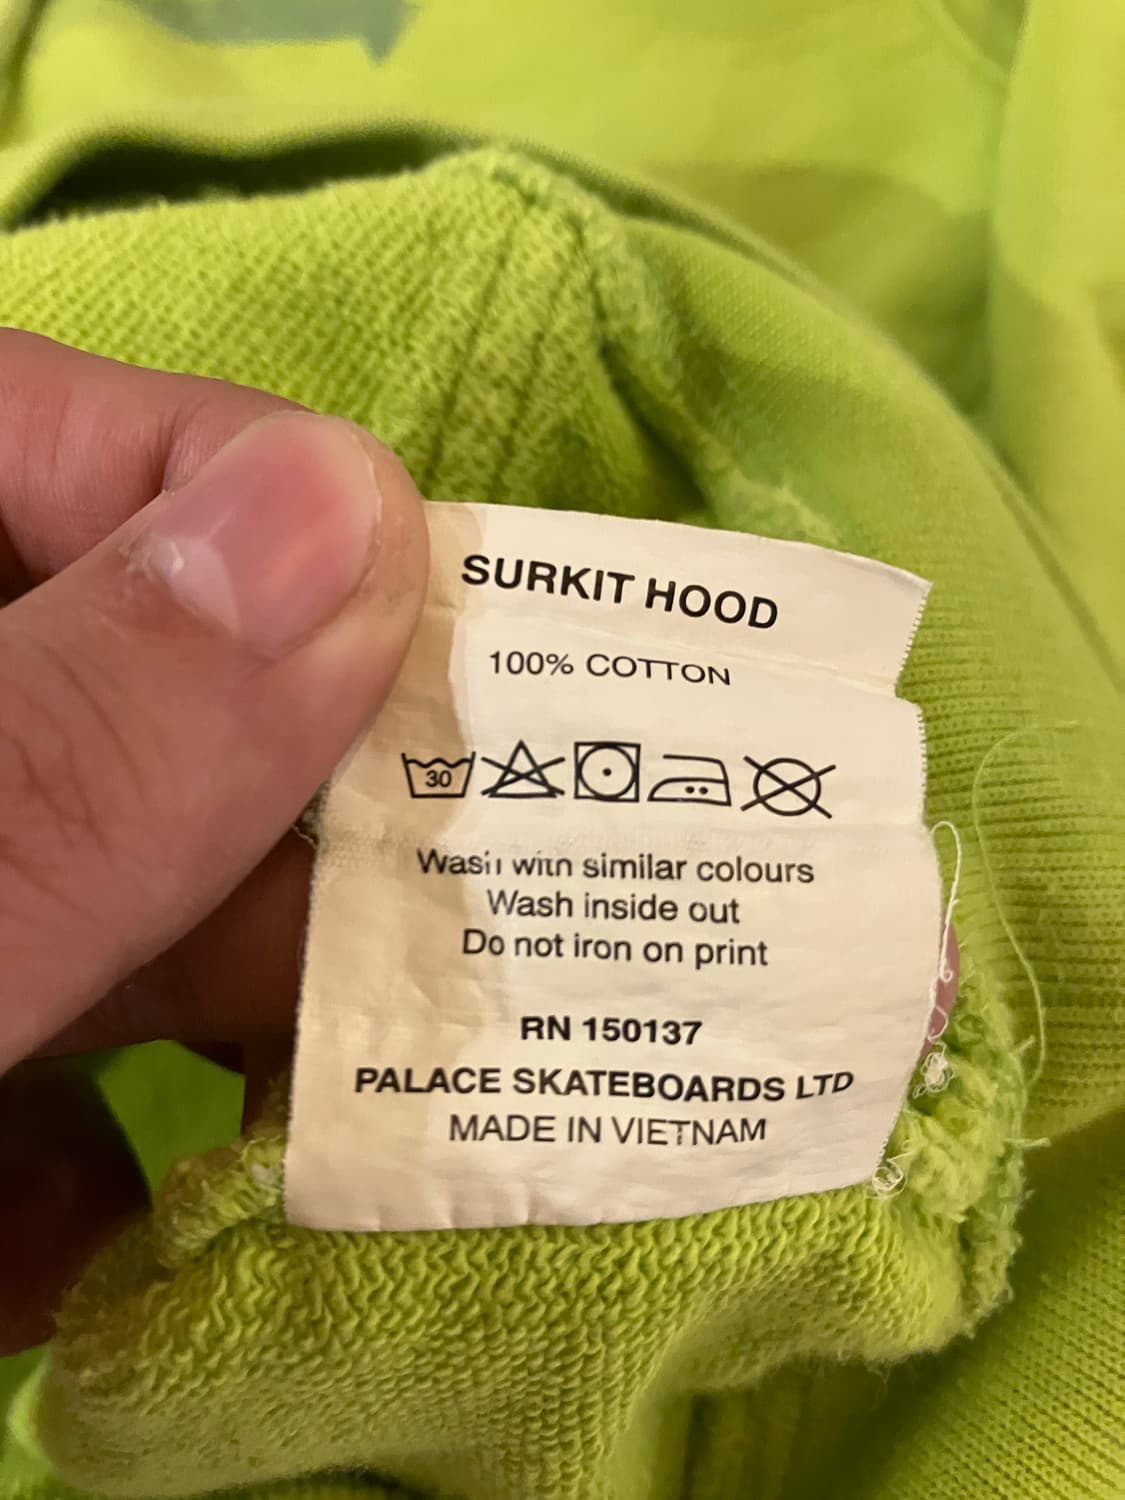 SURKIT HOOD
100% COTTON
30
Wash with similar colours
Wash inside out
Do not iron on print
RN 150137
PALACE SKATEBOARDS LTD
MADE IN VIETNAM